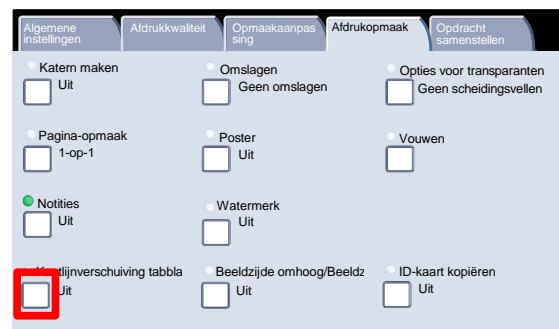 Algemene
instellingen
Afdrukkwaliteit
Opmaakaanpas
sing
Afdrukopmaak
Opdracht
samenstellen
Katern maken
Uit
Omslagen
Geen omslagen
Opties voor transparanten
Geen scheidingsvellen
Pagina-opmaak
1-op-1
Poster
Uit
Vouwen
Notities
Uit
Watermerk
Uit
tlijnverschuiving tabbla
Uit
Beeldzijde omhoog/Beeldz
Uit
ID-kaart kopiëren
Uit